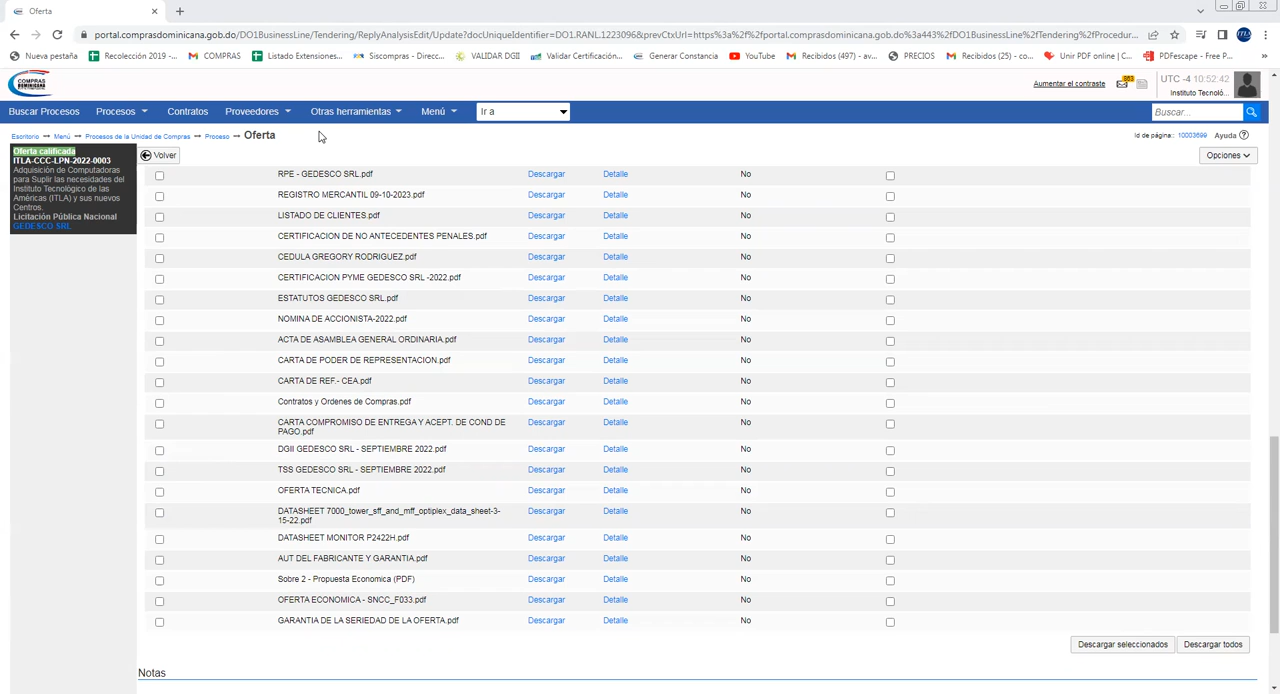 Oferta
portal.comprasdominicana.gob.do/DO1BusinessLine/Tendering/ReplyAnalysisEdit/Update?docUniqueIdentifier=DO1.RANL.1223096&prevCtxUrl=https%3a%2f%2fportal.comprasdominicana.gob.do%3a443%2fDO1BusinessLine%2fTendering%2fProcedur...
Nueva pestaña Recolección 2019 -... COMPRAS Listado Extensiones... Siscompras - Direcc... VALIDAR DGII Validar Certificación... Generar Constancia YouTube Recibidos (497) - av... PRECIOS Recibidos (25) - co... Unir PDF online | C... PDFescape - Free P...
COMPRAS
DOMINICANA
Aumentar el contraste
UTC -4 10:52:42
Instituto Tecnoló...
Buscar Procesos Procesos Contratos Proveedores Otras herramientas Menú Ir a Buscar...
Escritorio Menú Procesos de la Unidad de Compras Proceso Oferta
Id de página:: 10003699 Ayuda
Oferta calificada
ITLA-CCC-LPN-2022-0003
Adquisición de Computadoras
para Suplir las necesidades del
Instituto Tecnológico de las
Américas (ITLA) y sus nuevos
Centros.
Licitación Pública Nacional
GEDESCO SRL
Volver
Opciones
RPE - GEDESCO SRL.pdf Descargar Detalle No
REGISTRO MERCANTIL 09-10-2023.pdf Descargar Detalle No
LISTADO DE CLIENTES.pdf Descargar Detalle No
CERTIFICACION DE NO ANTECEDENTES PENALES.pdf Descargar Detalle No
CEDULA GREGORY RODRIGUEZ.pdf Descargar Detalle No
CERTIFICACION PYME GEDESCO SRL -2022.pdf Descargar Detalle No
ESTATUTOS GEDESCO SRL.pdf Descargar Detalle No
NOMINA DE ACCIONISTA-2022.pdf Descargar Detalle No
ACTA DE ASAMBLEA GENERAL ORDINARIA.pdf Descargar Detalle No
CARTA DE PODER DE REPRESENTACION.pdf Descargar Detalle No
CARTA DE REF.- CEA.pdf Descargar Detalle No
Contratos y Ordenes de Compras.pdf Descargar Detalle No
CARTA COMPROMISO DE ENTREGA Y ACEPT. DE COND DE
PAGO.pdf Descargar Detalle No
DGII GEDESCO SRL - SEPTIEMBRE 2022.pdf Descargar Detalle No
TSS GEDESCO SRL - SEPTIEMBRE 2022.pdf Descargar Detalle No
OFERTA TECNICA.pdf Descargar Detalle No
DATASHEET 7000_tower_sff_and_mff_optiplex_data_sheet-3-
15-22.pdf Descargar Detalle No
DATASHEET MONITOR P2422H.pdf Descargar Detalle No
AUT DEL FABRICANTE Y GARANTIA.pdf Descargar Detalle No
Sobre 2 - Propuesta Economica (PDF) Descargar Detalle No
OFERTA ECONOMICA - SNCC_F033.pdf Descargar Detalle No
GARANTIA DE LA SERIEDAD DE LA OFERTA.pdf Descargar Detalle No
Descargar seleccionados Descargar todos
Notas